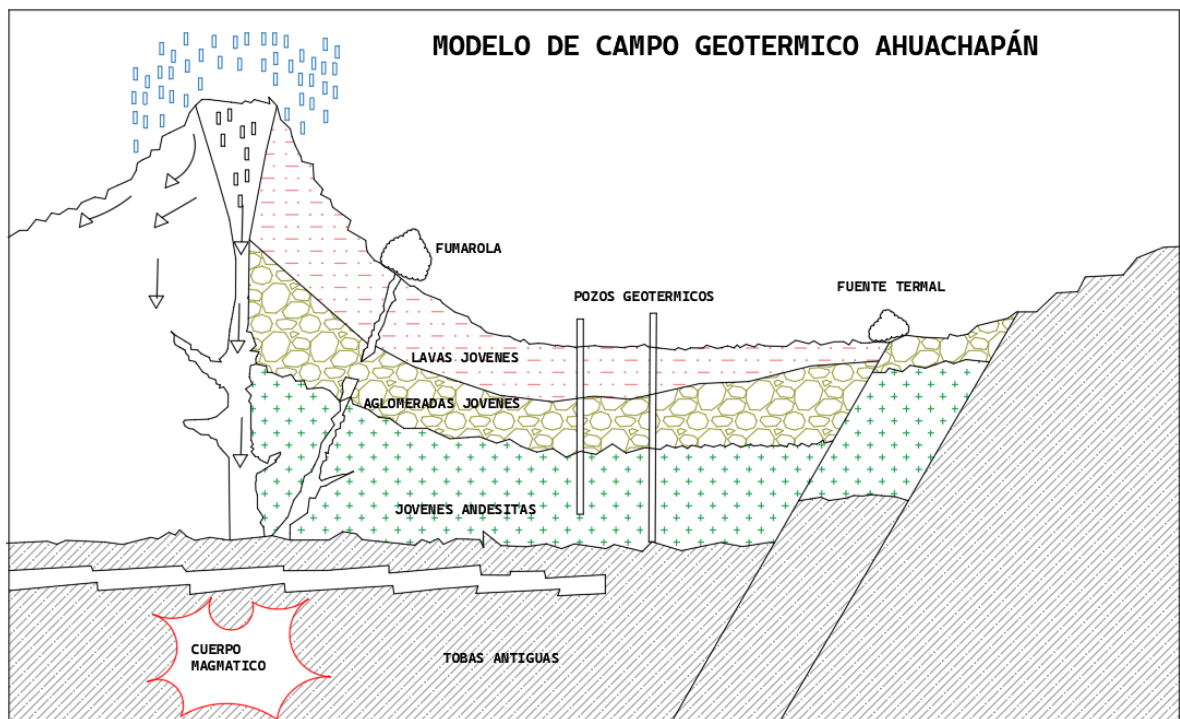 MODELO DE CAMPO GEOTERMICO AHUACHAPÁN
FUMAROLA
FUENTE TERMAL
POZOS GEOTERMICOS
LAVAS JOVENES
AGLOMERADAS JOVENES
JOVENES ANDESITAS
CUERPO
MAGMATICO
TOBAS ANTIGUAS